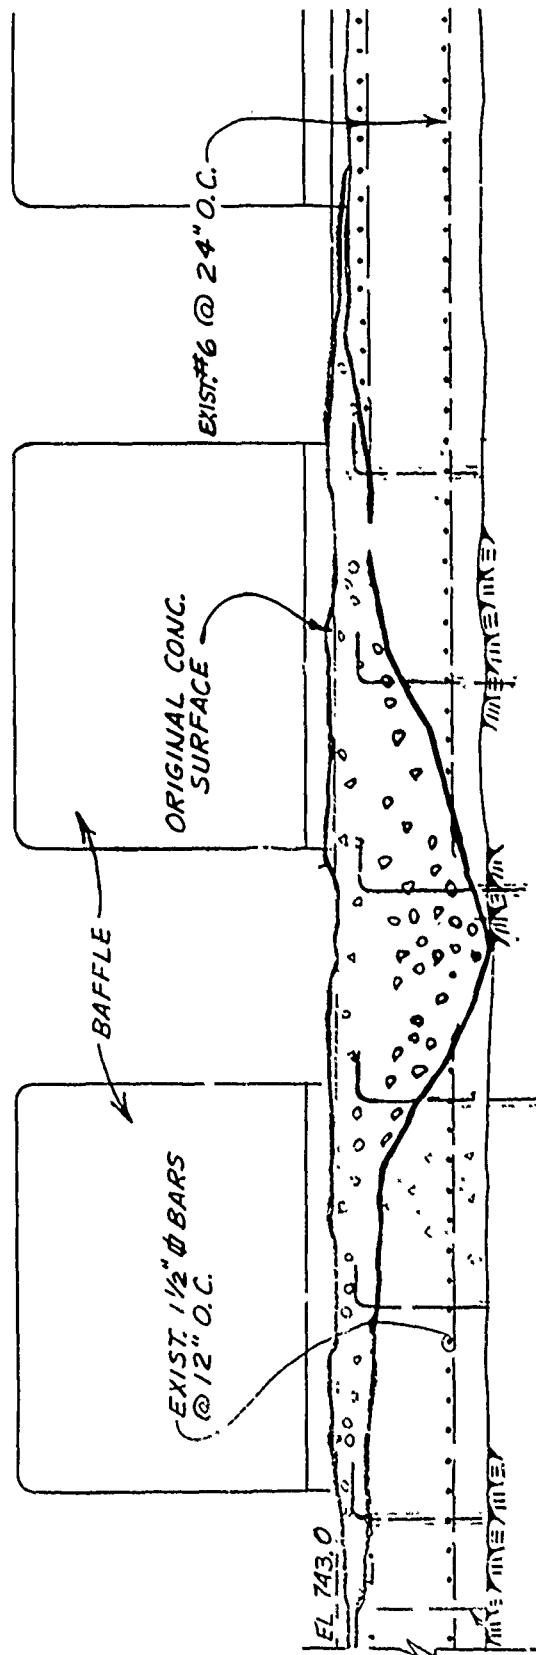 EL. 743.0
EXIST. 1 1/2" ⌀ BARS
@ 12" O.C.
BAFFLE
ORIGINAL CONC.
SURFACE
EXIST. #6 @ 24" O.C.